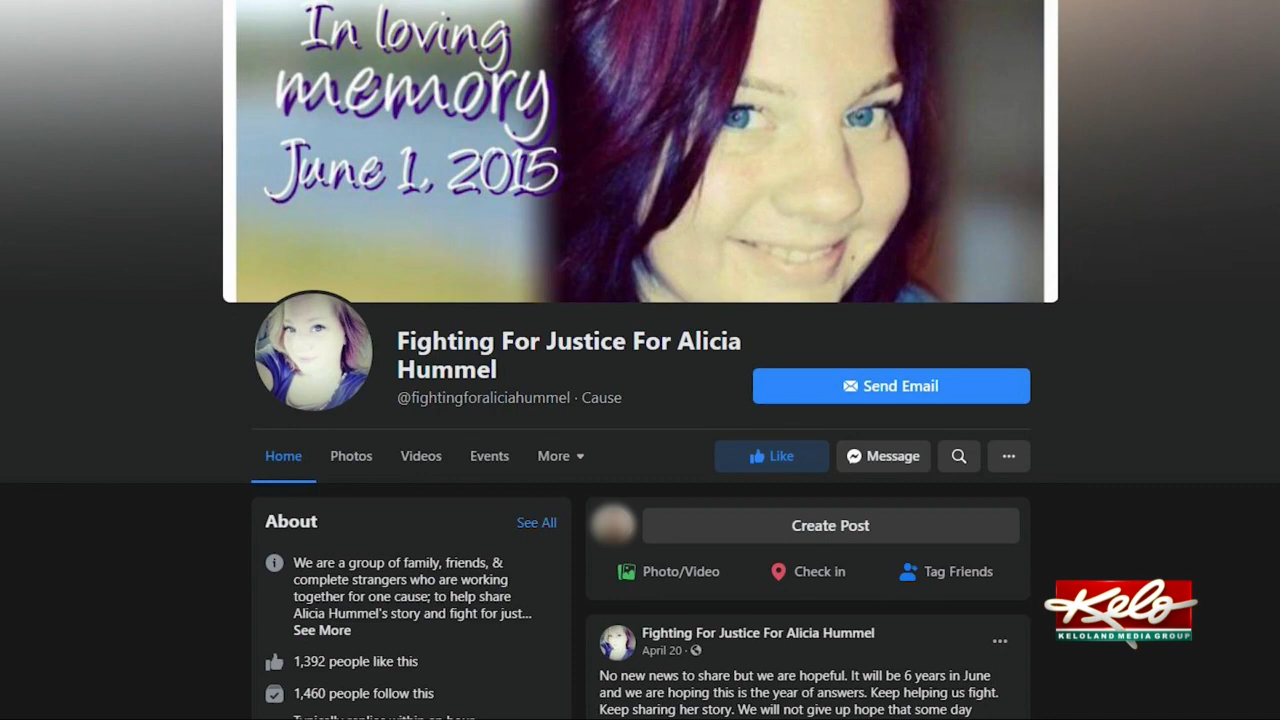 In loving
memory
June 1, 2015
Fighting For Justice For Alicia
Hummel
@fightingforaliciahummel · Cause
Send Email
Home
Photos
Videos
Events
More
Like
Message
About
See All
We are a group of family, friends, &
complete strangers who are working
together for one cause; to help share
Alicia Hummel's story and fight for just...
See More
1,392 people like this
1,460 people follow this
Typically replies within an hour
Create Post
Photo/Video
Check in
Tag Friends
Fighting For Justice For Alicia Hummel
April 20 ·
No new news to share but we are hopeful. It will be 6 years in June
and we are hoping this is the year of answers. Keep helping us fight.
Keep sharing her story. We will not give up hope that some day
Kelo
KELOLAND MEDIA GROUP